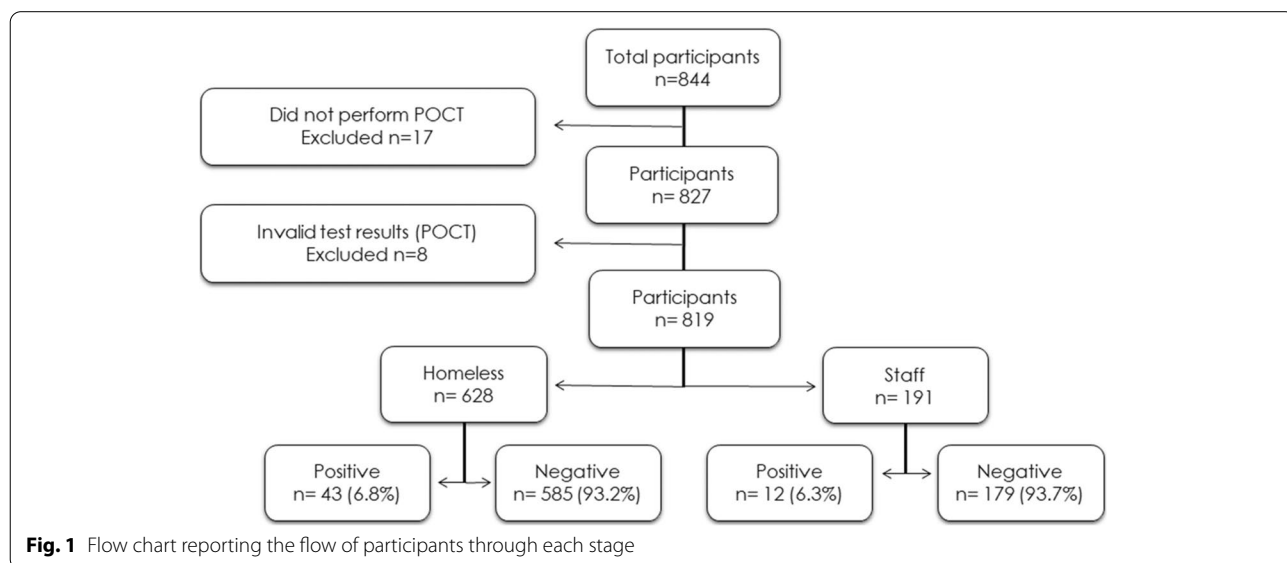 Total participants
n=844
Did not perform POCT
Excluded n=17
Participants
n= 827
Invalid test results (POCT)
Excluded n=8
Participants
n= 819
Homeless
n= 628
Staff
n= 191
Positive
n= 43 (6.8%)
Negative
n= 585 (93.2%)
Positive
n= 12 (6.3%)
Negative
n= 179 (93.7%)
Fig. 1 Flow chart reporting the flow of participants through each stage